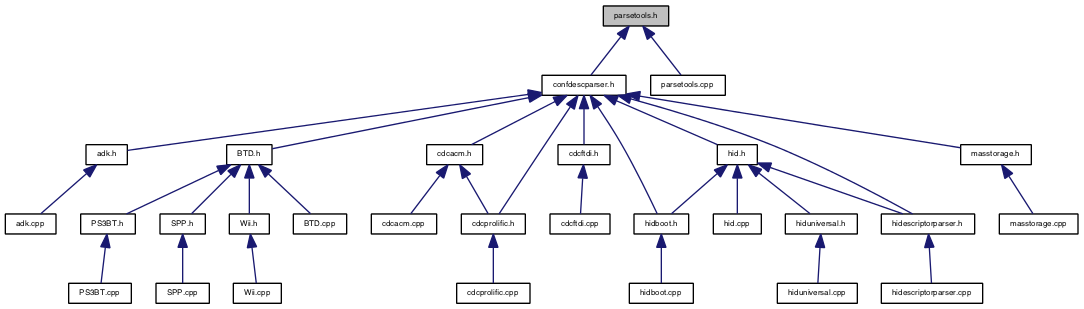 parsetools.h
confdescparser.h
parsetools.cpp
adk.h
BTD.h
cdcacm.h
cdcftdi.h
hid.h
masstorage.h
adk.cpp
PS3BT.h
SPP.h
Wii.h
BTD.cpp
cdcacm.cpp
cdcprolific.h
cdcftdi.cpp
hidboot.h
hid.cpp
hiduniversal.h
hidescriptorparser.h
masstorage.cpp
PS3BT.cpp
SPP.cpp
Wii.cpp
cdcprolific.cpp
hidboot.cpp
hiduniversal.cpp
hidescriptorparser.cpp